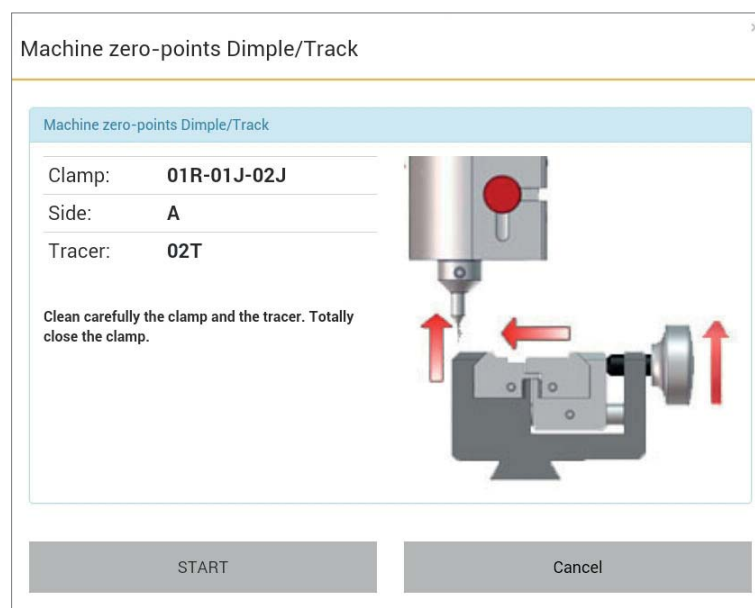 Machine zero-points Dimple/Track
Machine zero-points Dimple/Track
Clamp: 01R-01J-02J
Side: A
Tracer: 02T
Clean carefully the clamp and the tracer. Totally
close the clamp.
START Cancel